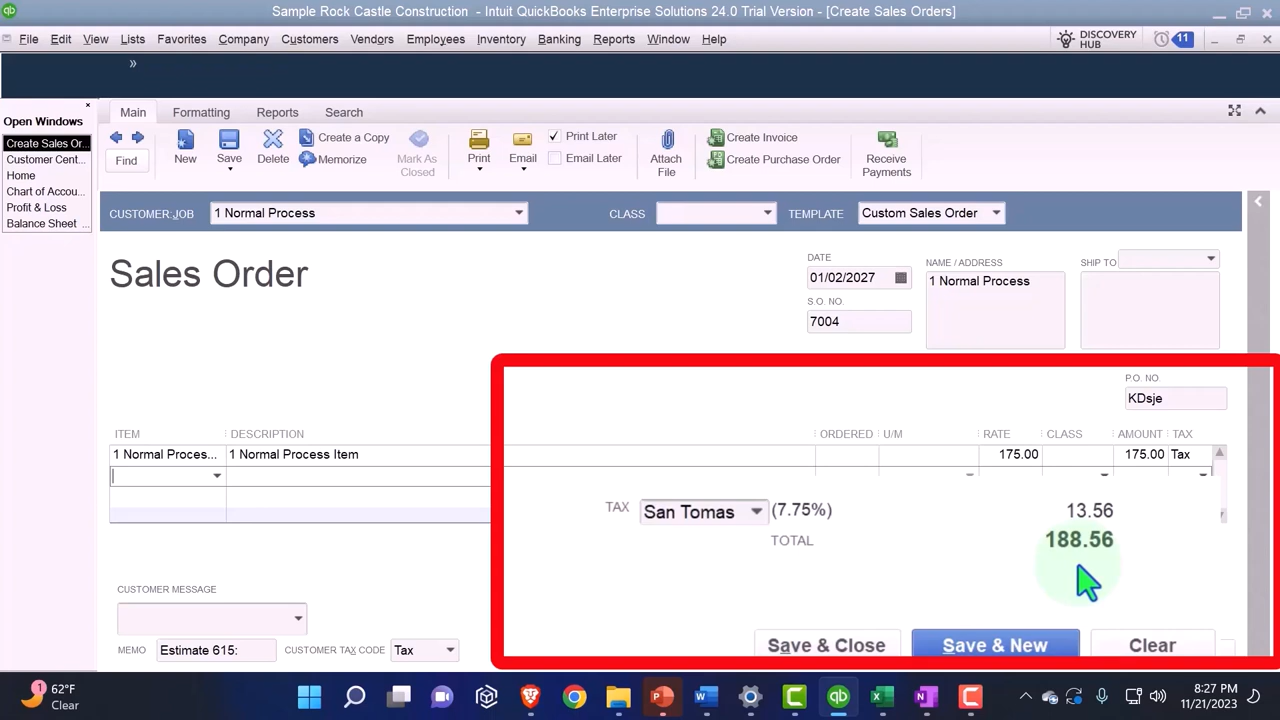 Sample Rock Castle Construction - Intuit QuickBooks Enterprise Solutions 24.0 Trial Version - [Create Sales Orders]
File Edit View Lists Favorites Company Customers Vendors Employees Inventory Banking Reports Window Help
DISCOVERY HUB 11
»
Open Windows
Create Sales Or...
Customer Cent...
Home
Chart of Accou...
Profit & Loss
Balance Sheet ...
Main Formatting Reports Search
Find New Save Delete Create a Copy Memorize Mark As Closed Print Email Print Later Email Later Attach File Create Invoice Create Purchase Order Receive Payments
CUSTOMER:JOB 1 Normal Process CLASS TEMPLATE Custom Sales Order
Sales Order
DATE
01/02/2027
S.O. NO.
7004
NAME / ADDRESS
1 Normal Process
SHIP TO
P.O. NO.
KDsje
ITEM DESCRIPTION ORDERED U/M RATE CLASS AMOUNT TAX
1 Normal Proces... 1 Normal Process Item 175.00 175.00 Tax
TAX San Tomas (7.75%) 13.56
TOTAL 188.56
CUSTOMER MESSAGE
MEMO Estimate 615: CUSTOMER TAX CODE Tax
Save & Close Save & New Clear
1 62°F
Clear
8:27 PM
11/21/2023